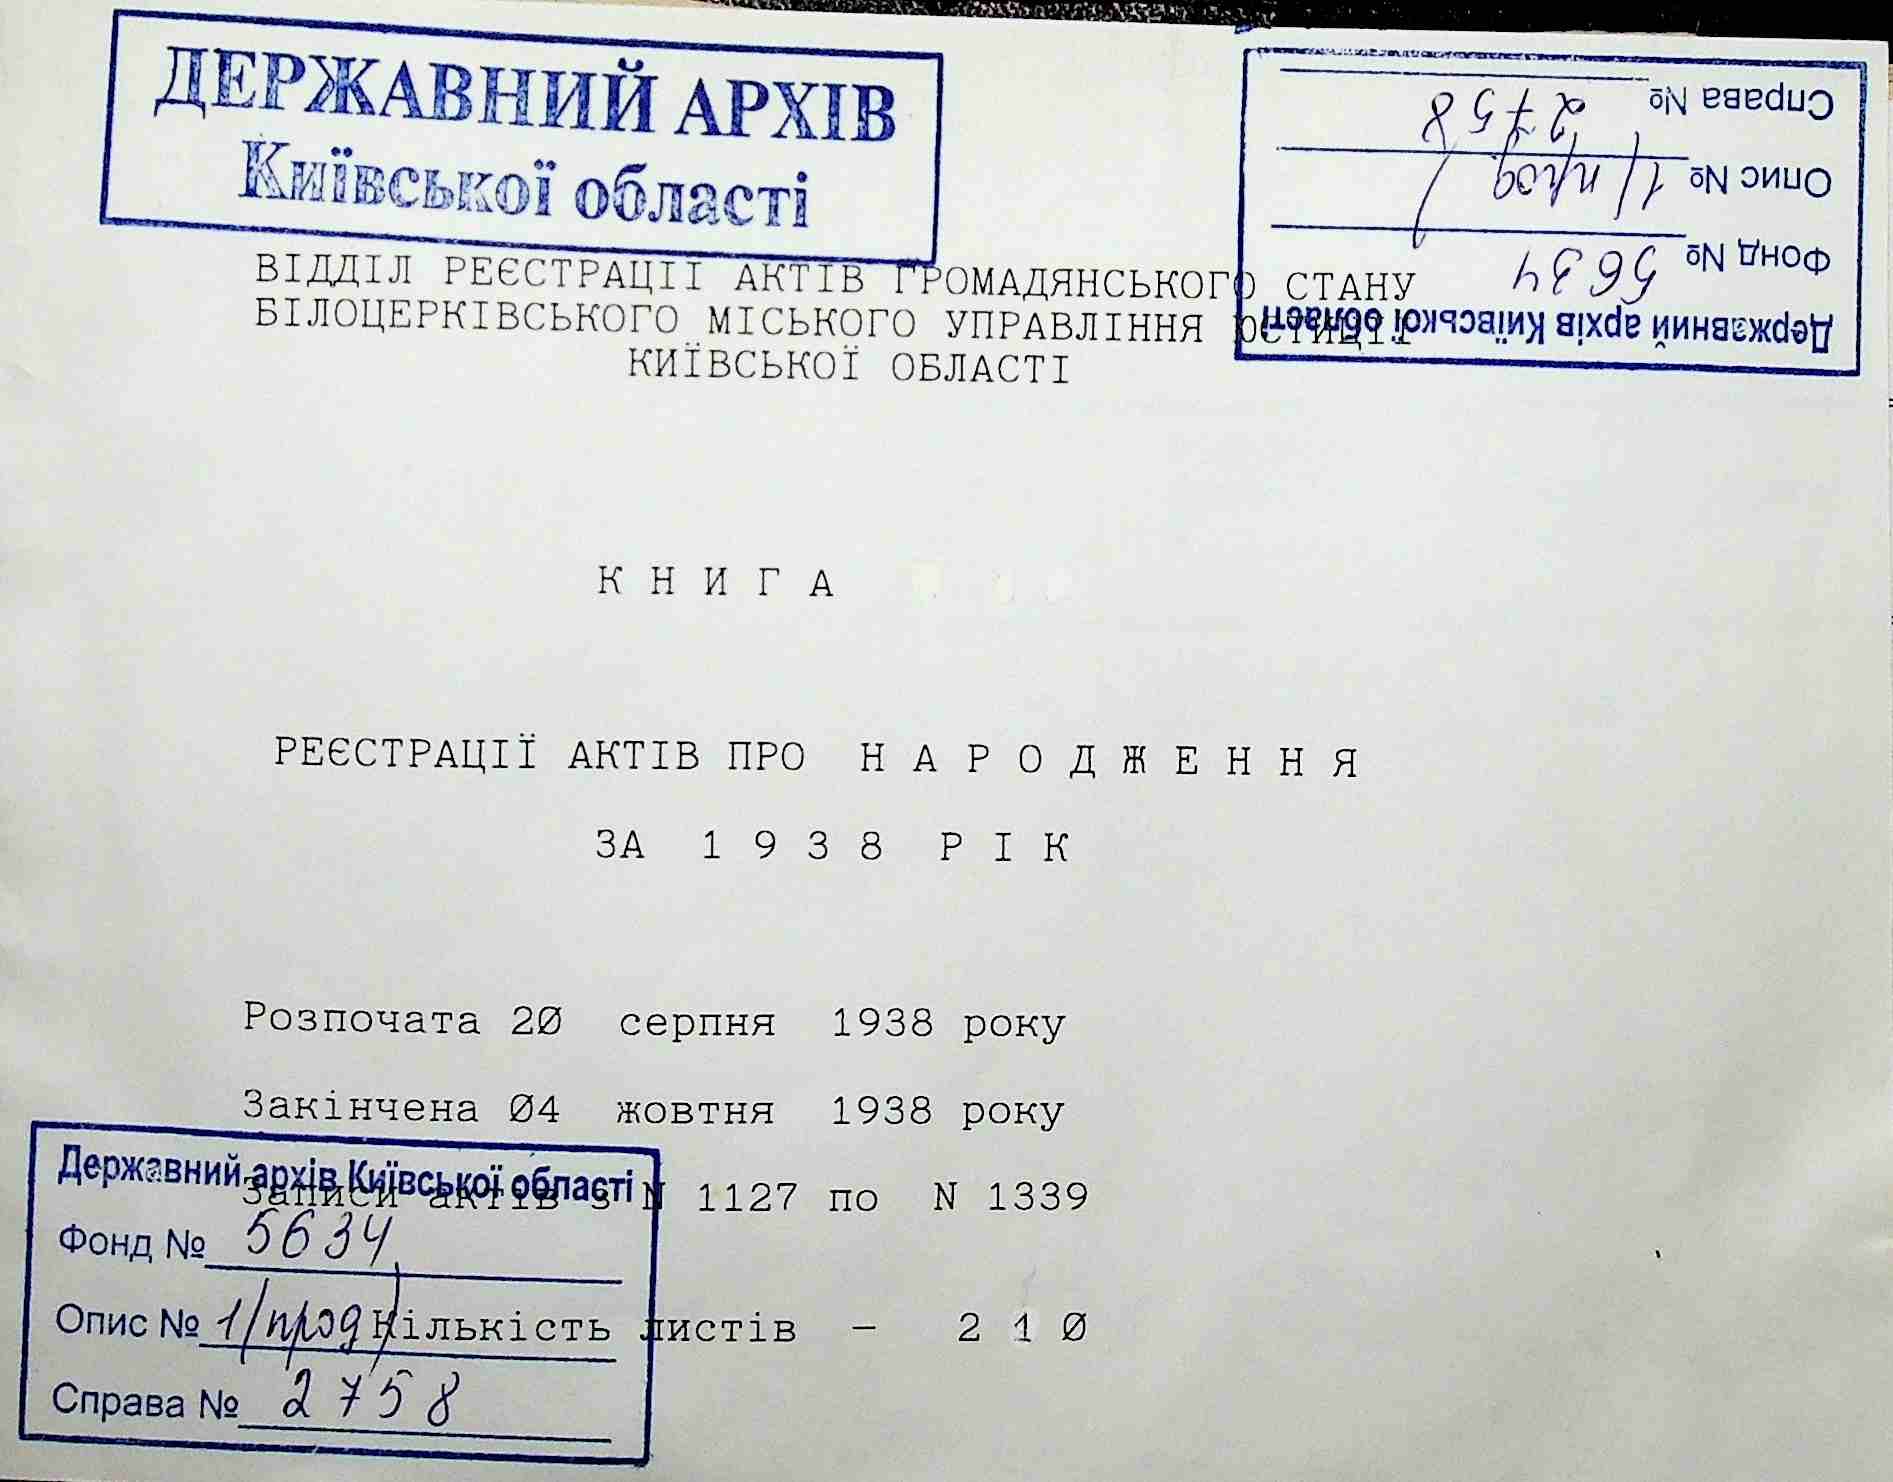 ДЕРЖАВНИЙ АРХІВ
Київської області
Державний архів Київської області
Фонд № 5634
Опис № 1/прод/
Справа № 2758
ВІДДІЛ РЕЄСТРАЦІЇ АКТІВ ГРОМАДЯНСЬКОГО СТАНУ
БІЛОЦЕРКІВСЬКОГО МІСЬКОГО УПРАВЛІННЯ ЮСТИЦІЇ
КИЇВСЬКОЇ ОБЛАСТІ
К Н И Г А
РЕЄСТРАЦІЇ АКТІВ ПРО Н А Р О Д Ж Е Н Н Я
ЗА 1 9 3 8 Р І К
Розпочата 20 серпня 1938 року
Закінчена 04 жовтня 1938 року
Записи актів з N 1127 по N 1339
Кількість листів - 2 1 0
Державний архів Київської області
Фонд № 5634
Опис № 1/прод/
Справа № 2758